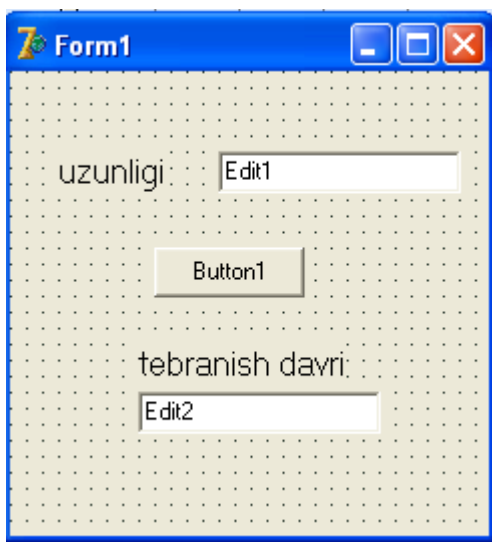 Form1
uzunligi
Edit1
Button1
tebranish davri
Edit2